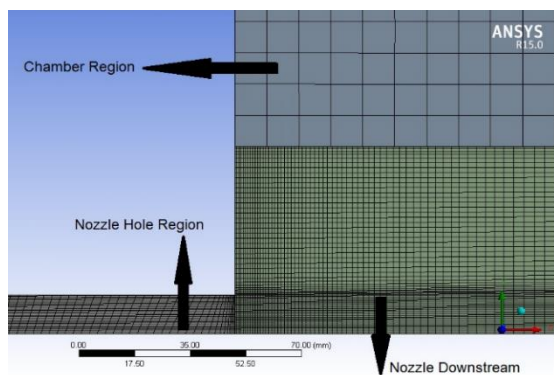 ANSYS
R15.0
Chamber Region
Nozzle Hole Region
0.00 35.00 70.00 (mm)
17.50 52.50
Nozzle Downstream